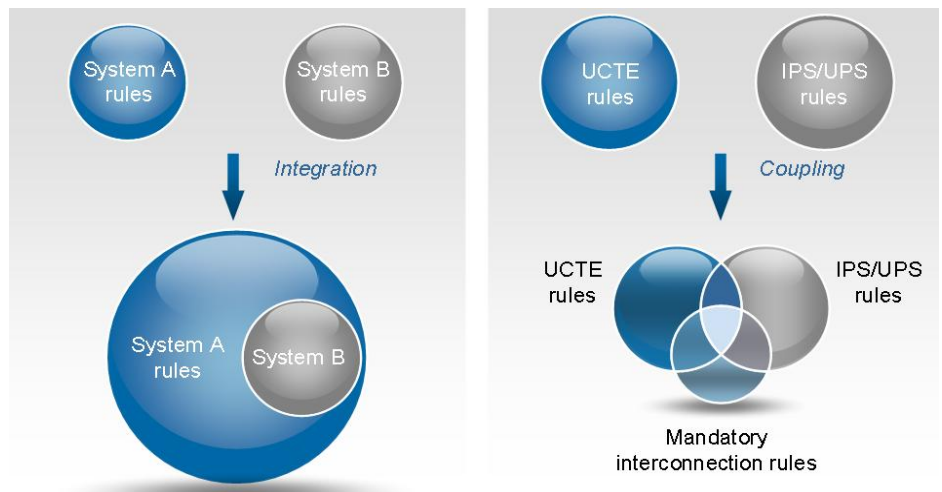 System A
rules
System B
rules
Integration
System A
rules
System B
UCTE
rules
IPS/UPS
rules
Coupling
UCTE
rules
IPS/UPS
rules
Mandatory
interconnection rules